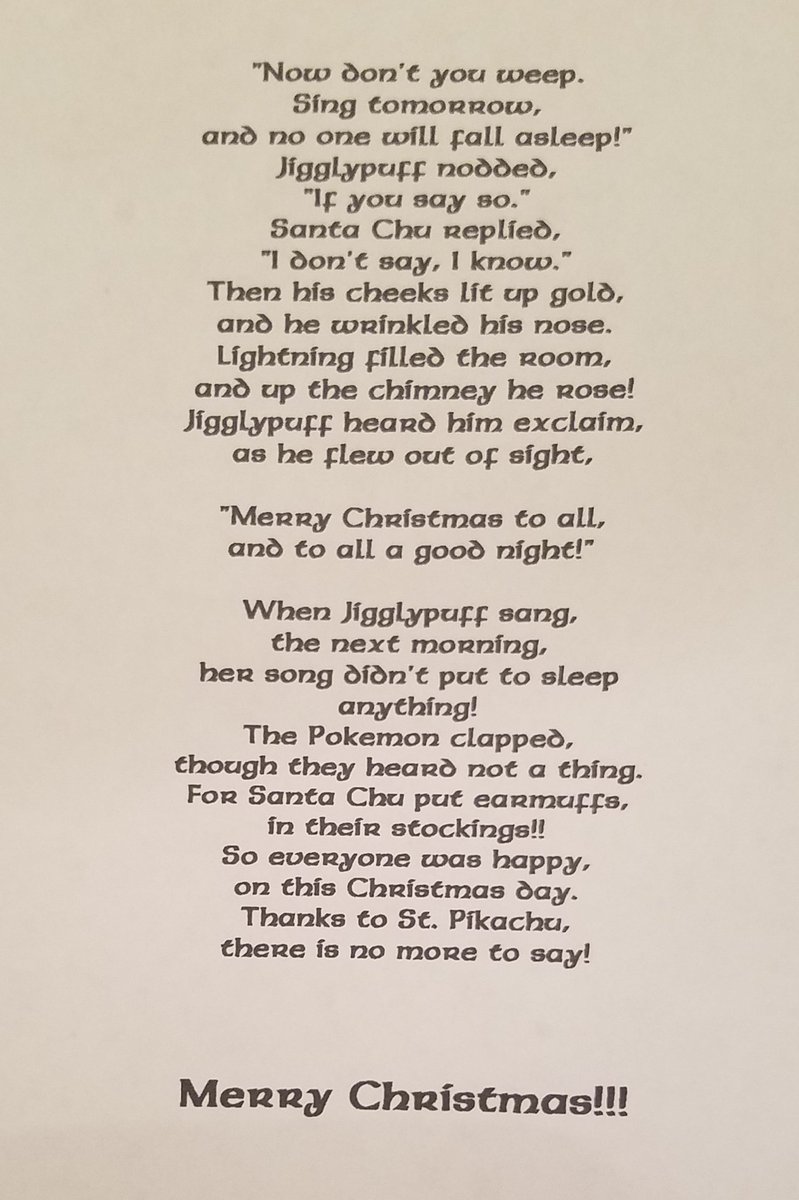 "Now don't you weep.
Sing tomorrow,
and no one will fall asleep!"
Jigglypuff nodded,
"If you say so."
Santa Chu replied,
"I don't say, I know."
Then his cheeks lit up gold,
and he wrinkled his nose.
Lightning filled the room,
and up the chimney he rose!
Jigglypuff heard him exclaim,
as he flew out of sight,
"Merry Christmas to all,
and to all a good night!"
When Jigglypuff sang,
the next morning,
her song didn't put to sleep
anything!
The Pokemon clapped,
though they heard not a thing.
For Santa Chu put earmuffs,
in their stockings!!
So everyone was happy,
on this Christmas day.
Thanks to St. Pikachu,
there is no more to say!
Merry Christmas!!!